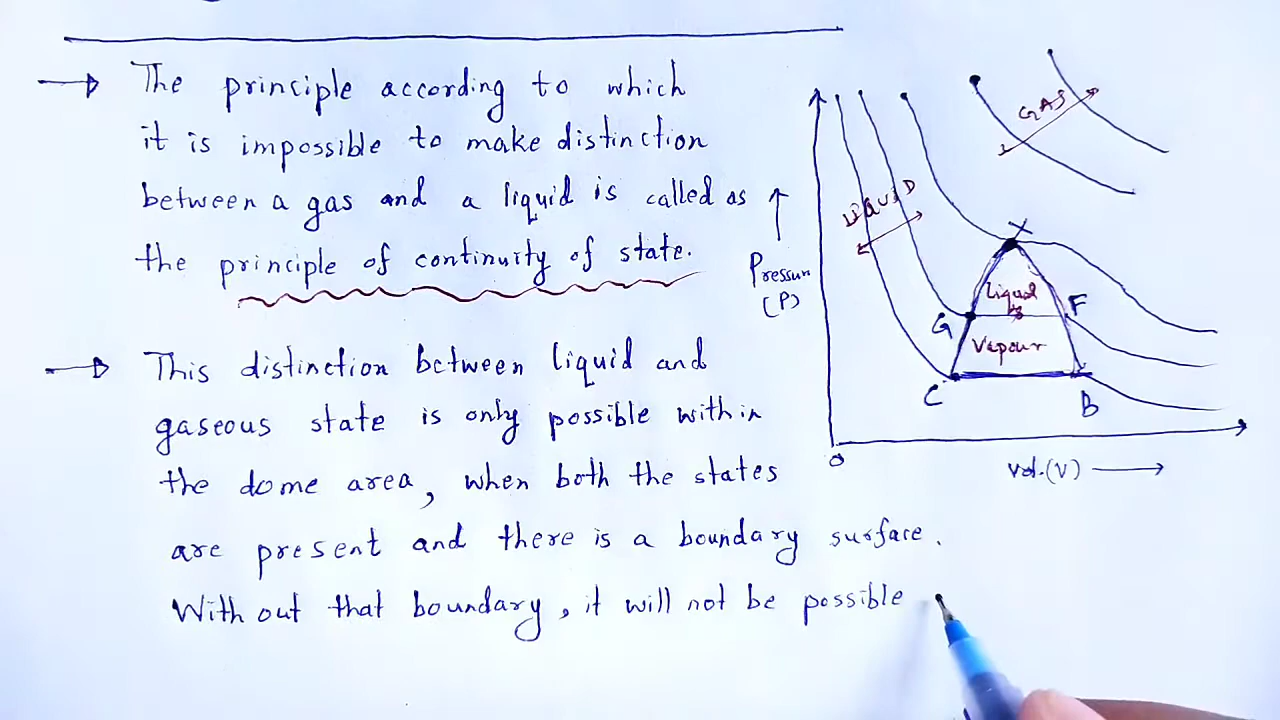 The principle according to which
it is impossible to make distinction
between a gas and a liquid is called as
the principle of continuity of state.
This distinction between liquid and
gaseous state is only possible within
the dome area, when both the states
are present and there is a boundary surface.
With out that boundary, it will not be possible
GAS
LIQUID
X
Pressure
(P)
Liquid
G
F
Vapour
C
B
O
Vol.(V)